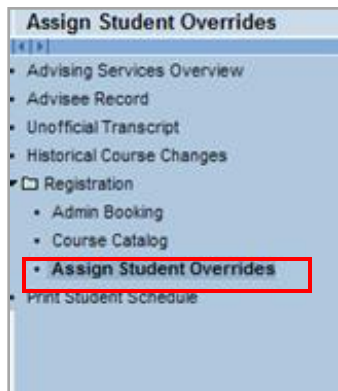 Assign Student Overrides
Advising Services Overview
Advisee Record
Unofficial Transcript
Historical Course Changes
Registration
Admin Booking
Course Catalog
Assign Student Overrides
Print Student Schedule